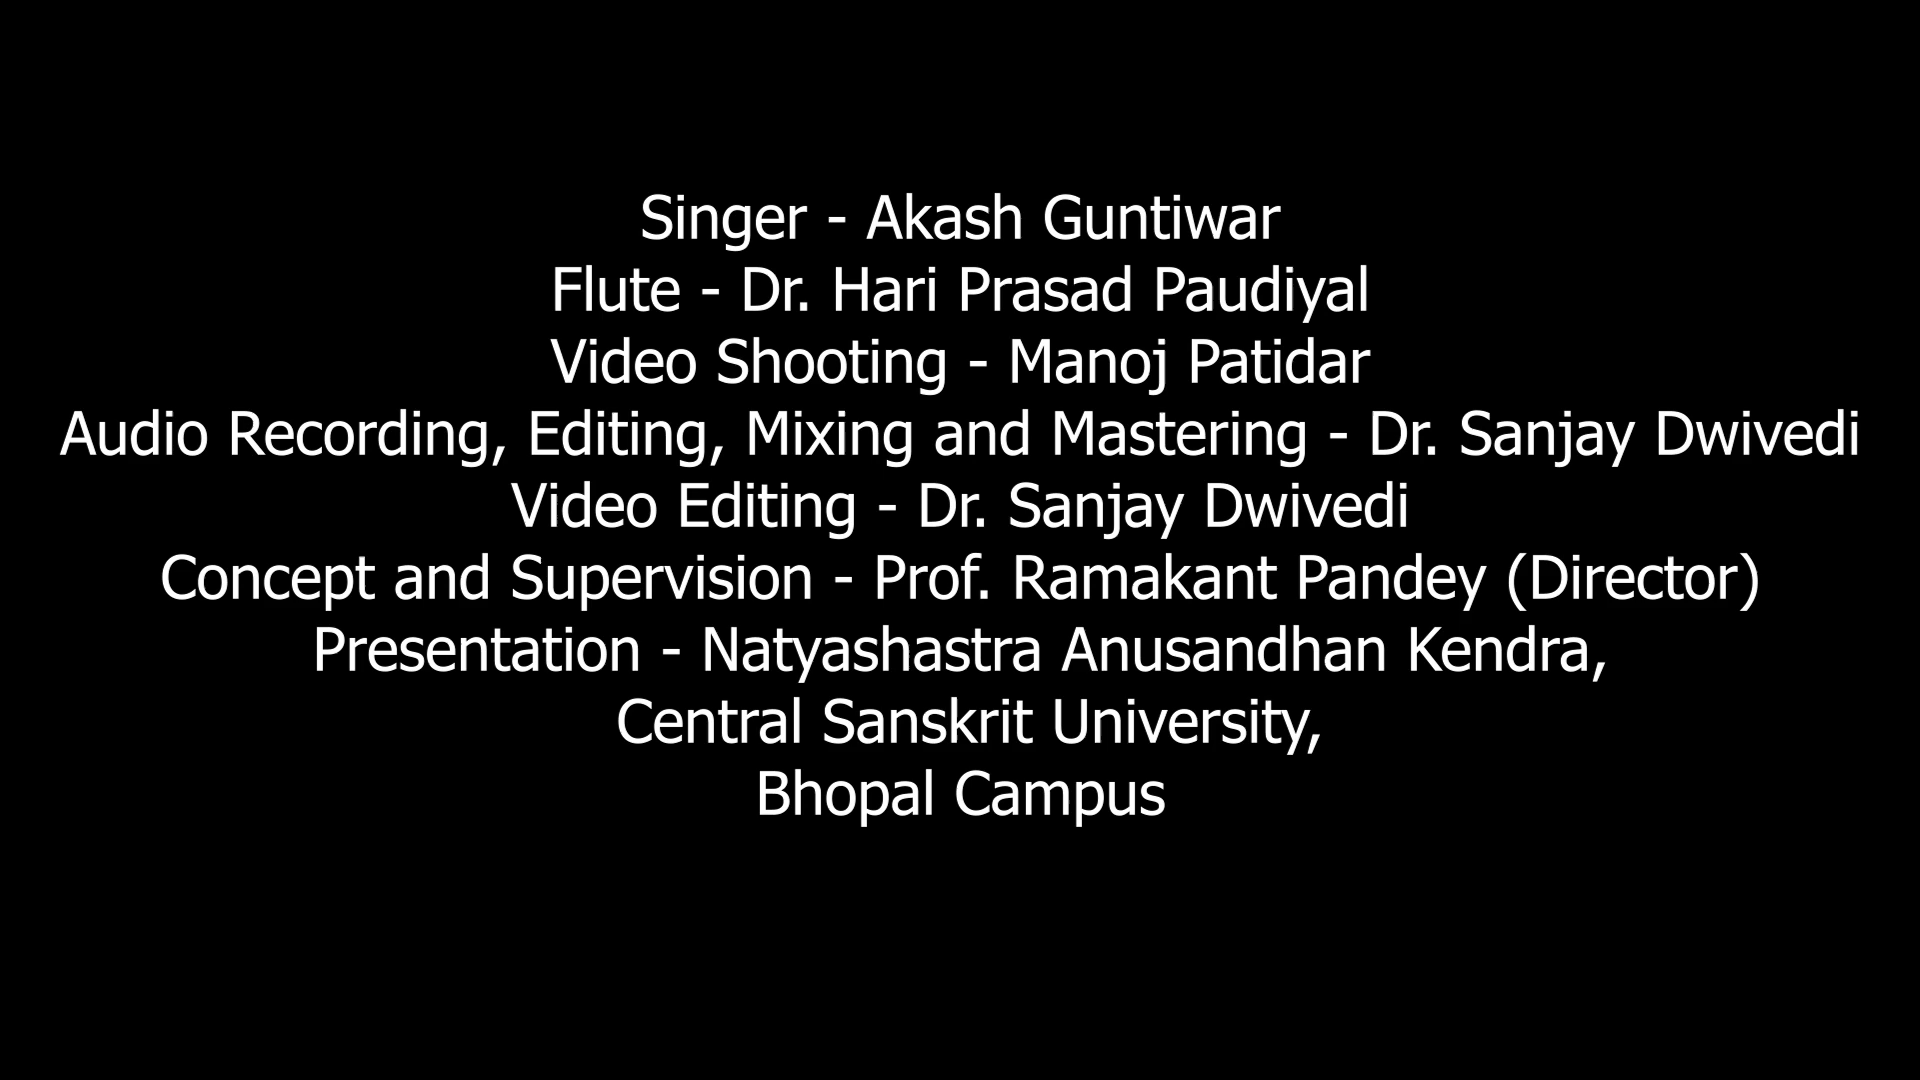 Singer - Akash Guntiwar
Flute - Dr. Hari Prasad Paudiyal
Video Shooting - Manoj Patidar
Audio Recording, Editing, Mixing and Mastering - Dr. Sanjay Dwivedi
Video Editing - Dr. Sanjay Dwivedi
Concept and Supervision - Prof. Ramakant Pandey (Director)
Presentation - Natyashastra Anusandhan Kendra,
Central Sanskrit University,
Bhopal Campus